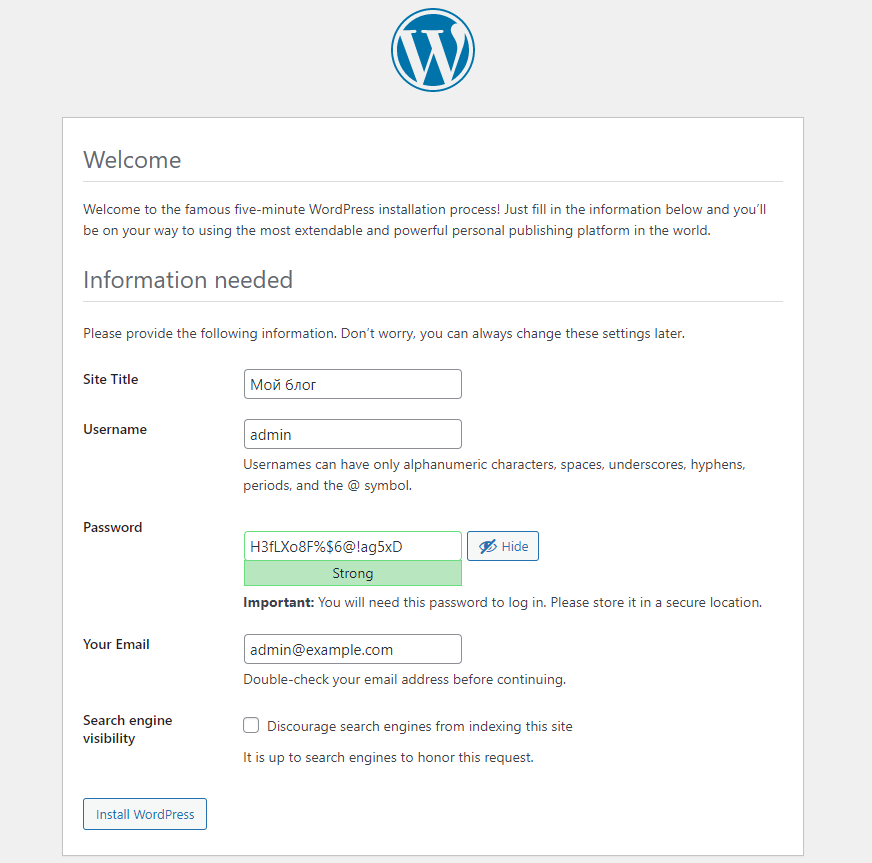 Welcome
Welcome to the famous five-minute WordPress installation process! Just fill in the information below and you’ll
be on your way to using the most extendable and powerful personal publishing platform in the world.
Information needed
Please provide the following information. Don’t worry, you can always change these settings later.
Site Title
Мой блог
Username
admin
Usernames can have only alphanumeric characters, spaces, underscores, hyphens,
periods, and the @ symbol.
Password
H3fLXo8F%$6@!ag5xD
Hide
Strong
Important: You will need this password to log in. Please store it in a secure location.
Your Email
admin@example.com
Double-check your email address before continuing.
Search engine
visibility
Discourage search engines from indexing this site
It is up to search engines to honor this request.
Install WordPress